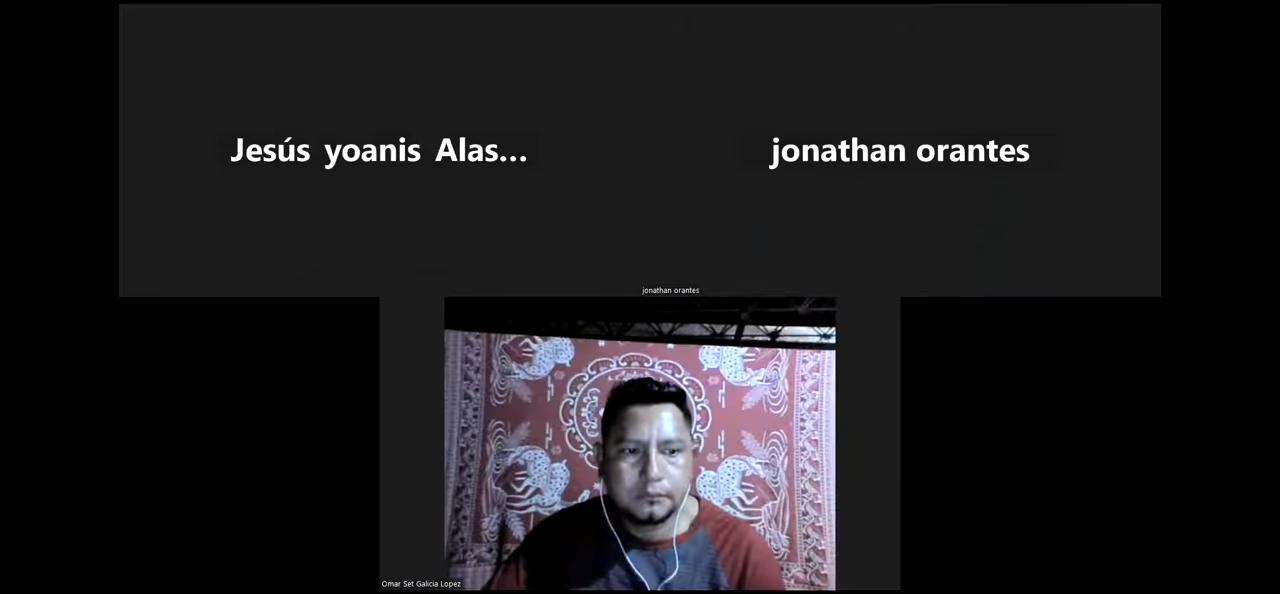 Jesús yoanis Alas...
jonathan orantes
jonathan orantes
Omar Set Galicia Lopez